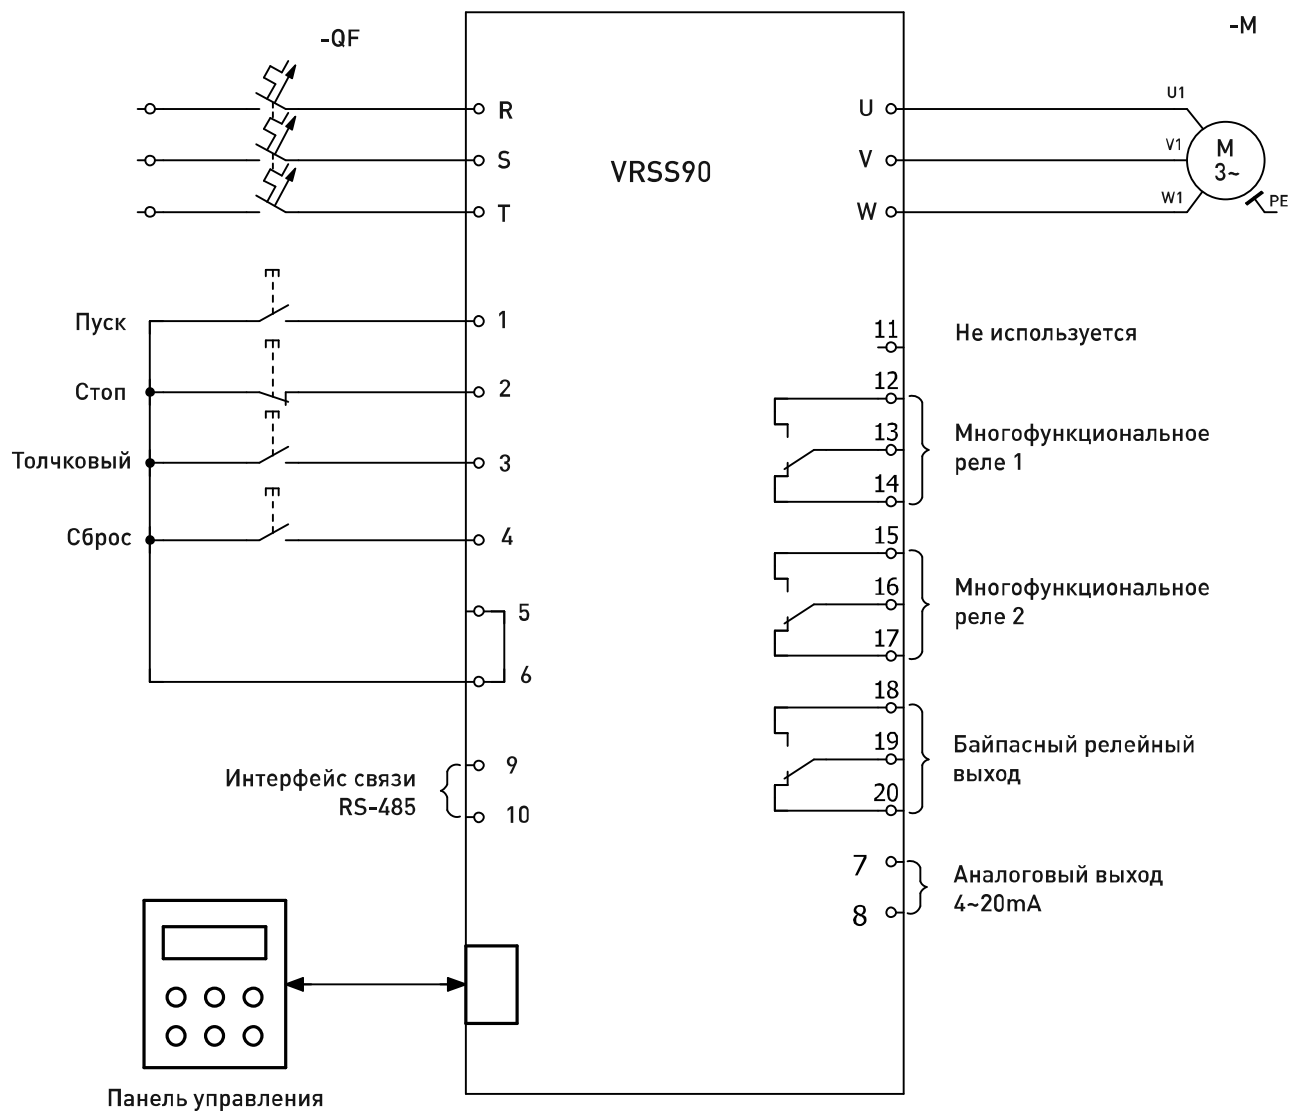 -QF
-M
R
S
T
VRSS90
U
V
W
U1
V1
W1
M
3~
PE
Пуск
1
Стоп
2
Толчковый
3
Сброс
4
5
6
Интерфейс связи
RS-485
9
10
11
Не используется
12
13
14
Многофункциональное
реле 1
15
16
17
Многофункциональное
реле 2
18
19
20
Байпасный релейный
выход
7
8
Аналоговый выход
4~20mA
Панель управления